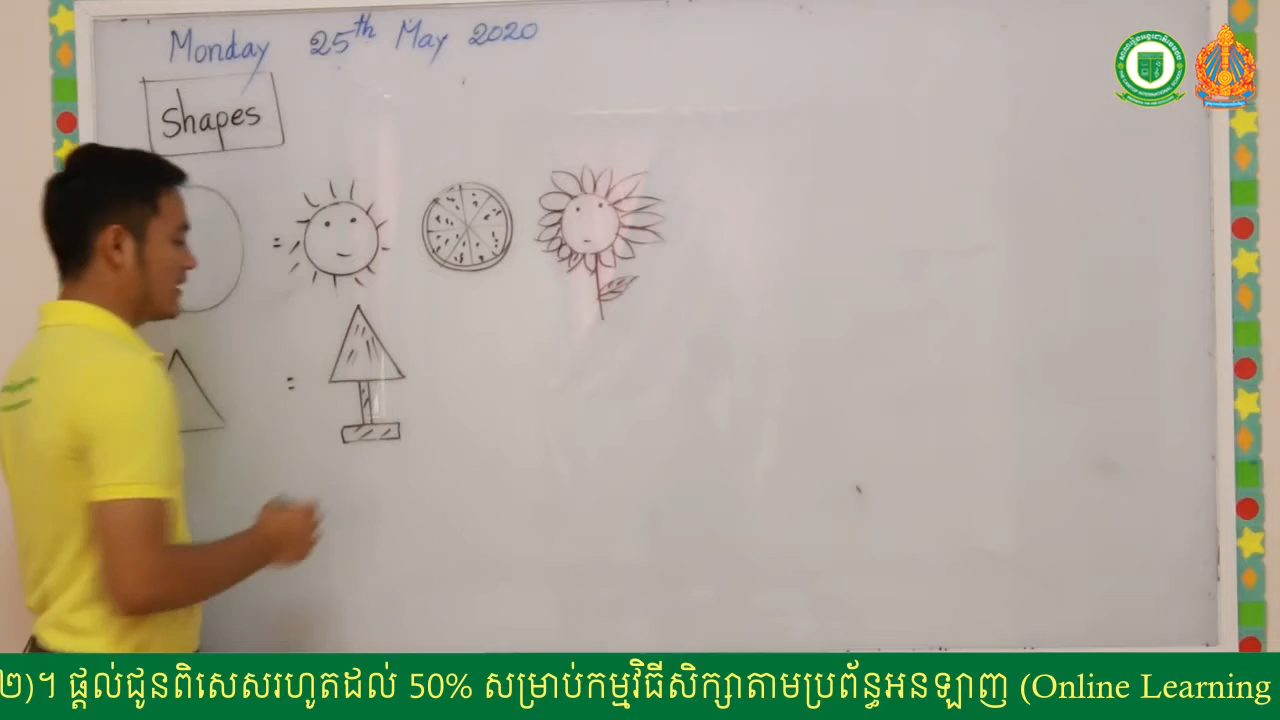 Monday 25th May 2020
Shapes
=
=
២)។ ផ្តល់ជូនពិសេសរហូតដល់ 50% សម្រាប់កម្មវិធីសិក្សាតាមប្រព័ន្ធអនឡាញ (Online Learning